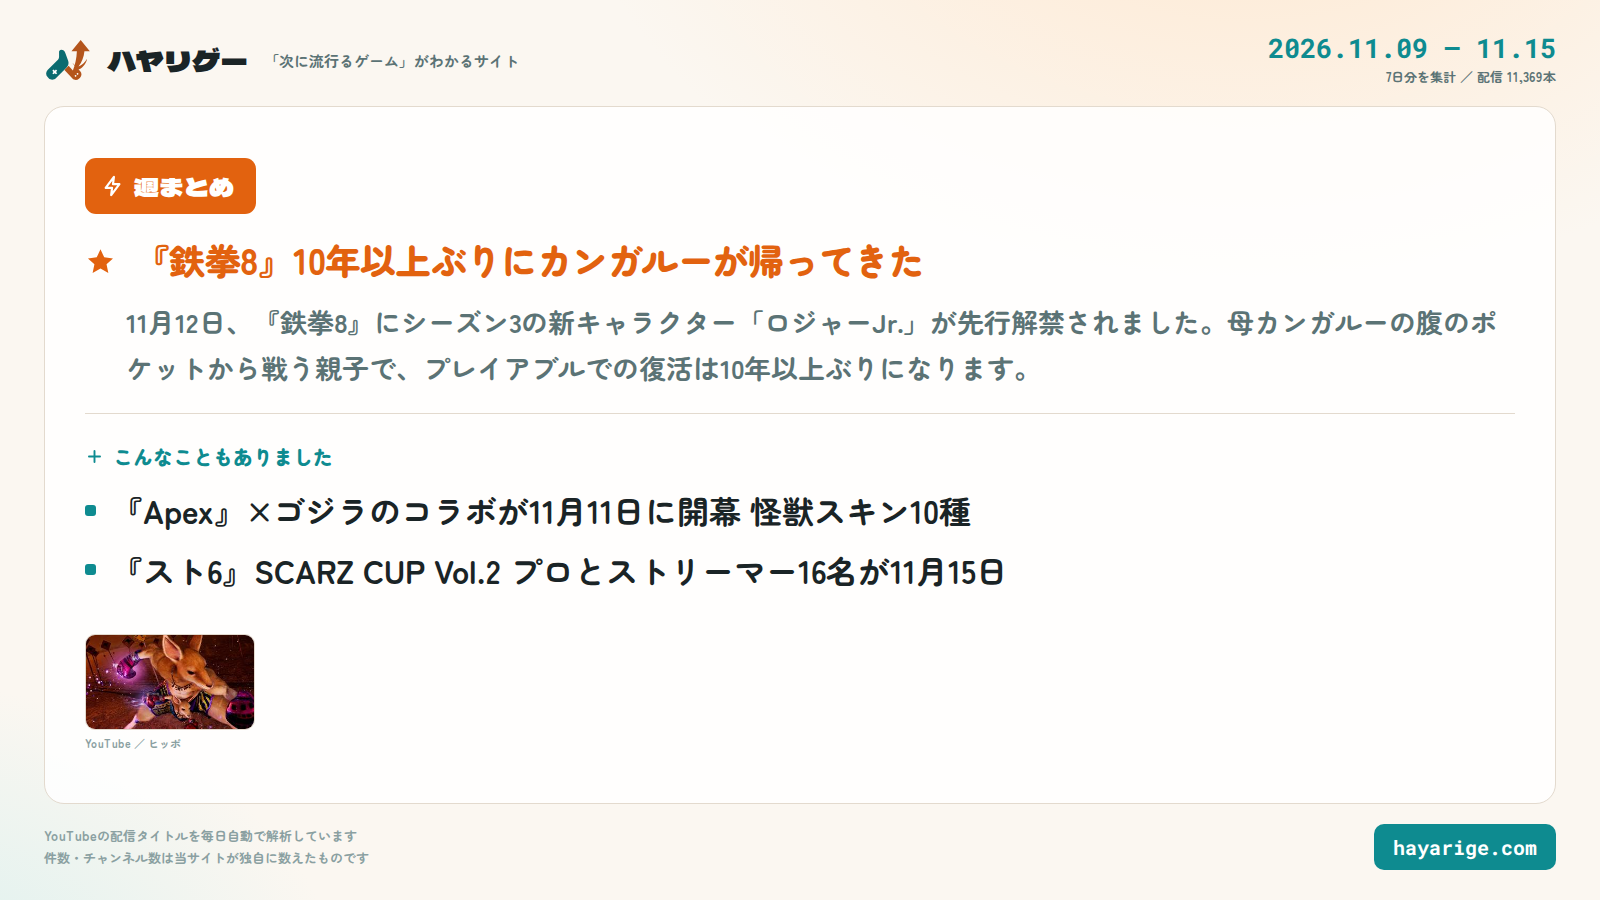 ハヤリゲー 「次に流行るゲーム」がわかるサイト
2026.11.09 − 11.15
7日分を集計 ／ 配信 11,369本
週まとめ
『鉄拳8』10年以上ぶりにカンガルーが帰ってきた
11月12日、『鉄拳8』にシーズン3の新キャラクター「ロジャーJr.」が先行解禁されました。母カンガルーの腹のポ
ケットから戦う親子で、プレイアブルでの復活は10年以上ぶりになります。
＋ こんなこともありました
『Apex』×ゴジラのコラボが11月11日に開幕 怪獣スキン10種
『スト6』SCARZ CUP Vol.2 プロとストリーマー16名が11月15日
YouTube ／ ヒッポ
YouTubeの配信タイトルを毎日自動で解析しています
件数・チャンネル数は当サイトが独自に数えたものです
hayarige.com